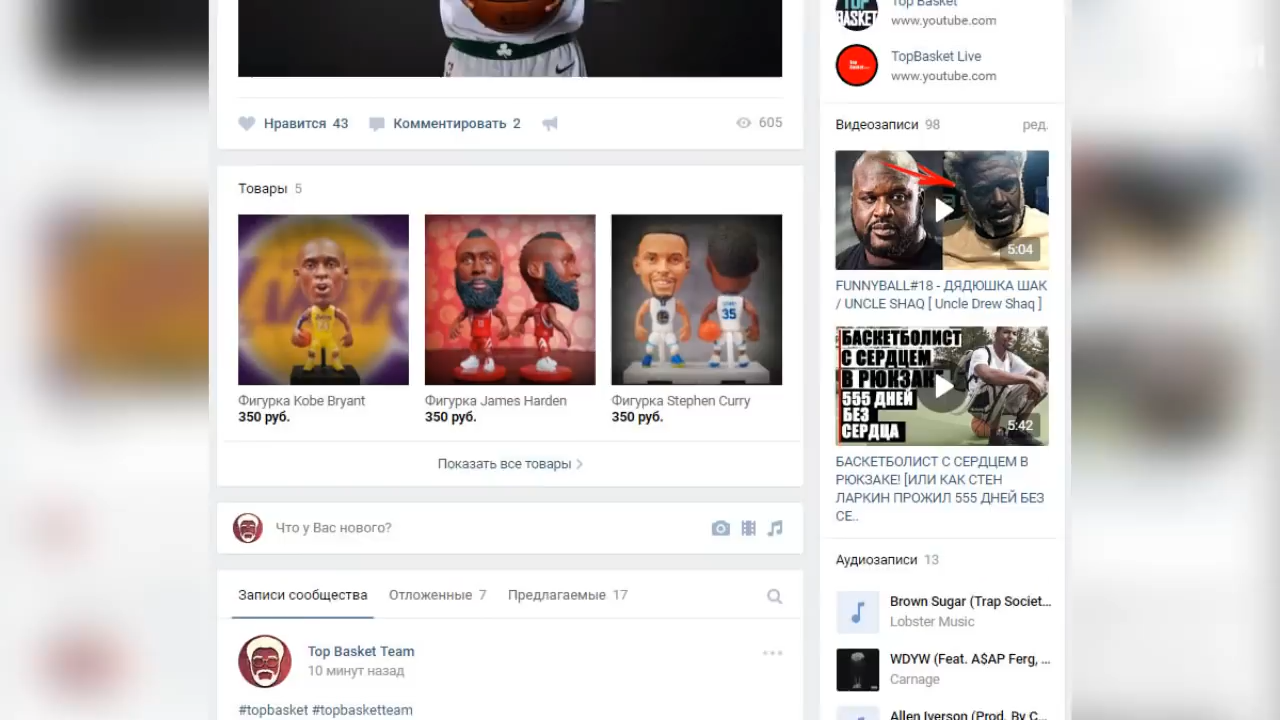 Нравится 43
Комментировать 2
605
Товары 5
Фигурка Kobe Bryant
350 руб.
Фигурка James Harden
350 руб.
35
Фигурка Stephen Curry
350 руб.
Показать все товары
Что у Вас нового?
Записи сообщества
Отложенные 7
Предлагаемые 17
Top Basket Team
10 минут назад
#topbasket #topbasketteam
TOP
BASKET
Top Basket
www.youtube.com
TopBasket Live
www.youtube.com
Видеозаписи 98
ред.
5:04
FUNNYBALL#18 - ДЯДЮШКА ШАК
/ UNCLE SHAQ [ Uncle Drew Shaq ]
БАСКЕТБОЛИСТ
С СЕРДЦЕМ
В РЮКЗАКЕ
555 ДНЕЙ
БЕЗ
СЕРДЦА
5:42
БАСКЕТБОЛИСТ С СЕРДЦЕМ В
РЮКЗАКЕ! [ИЛИ КАК СТЕН
ЛАРКИН ПРОЖИЛ 555 ДНЕЙ БЕЗ
СЕ..
Аудиозаписи 13
Brown Sugar (Trap Societ...
Lobster Music
WDYW (Feat. A$AP Ferg, ...
Carnage
Allen Iverson (Prod. By C...